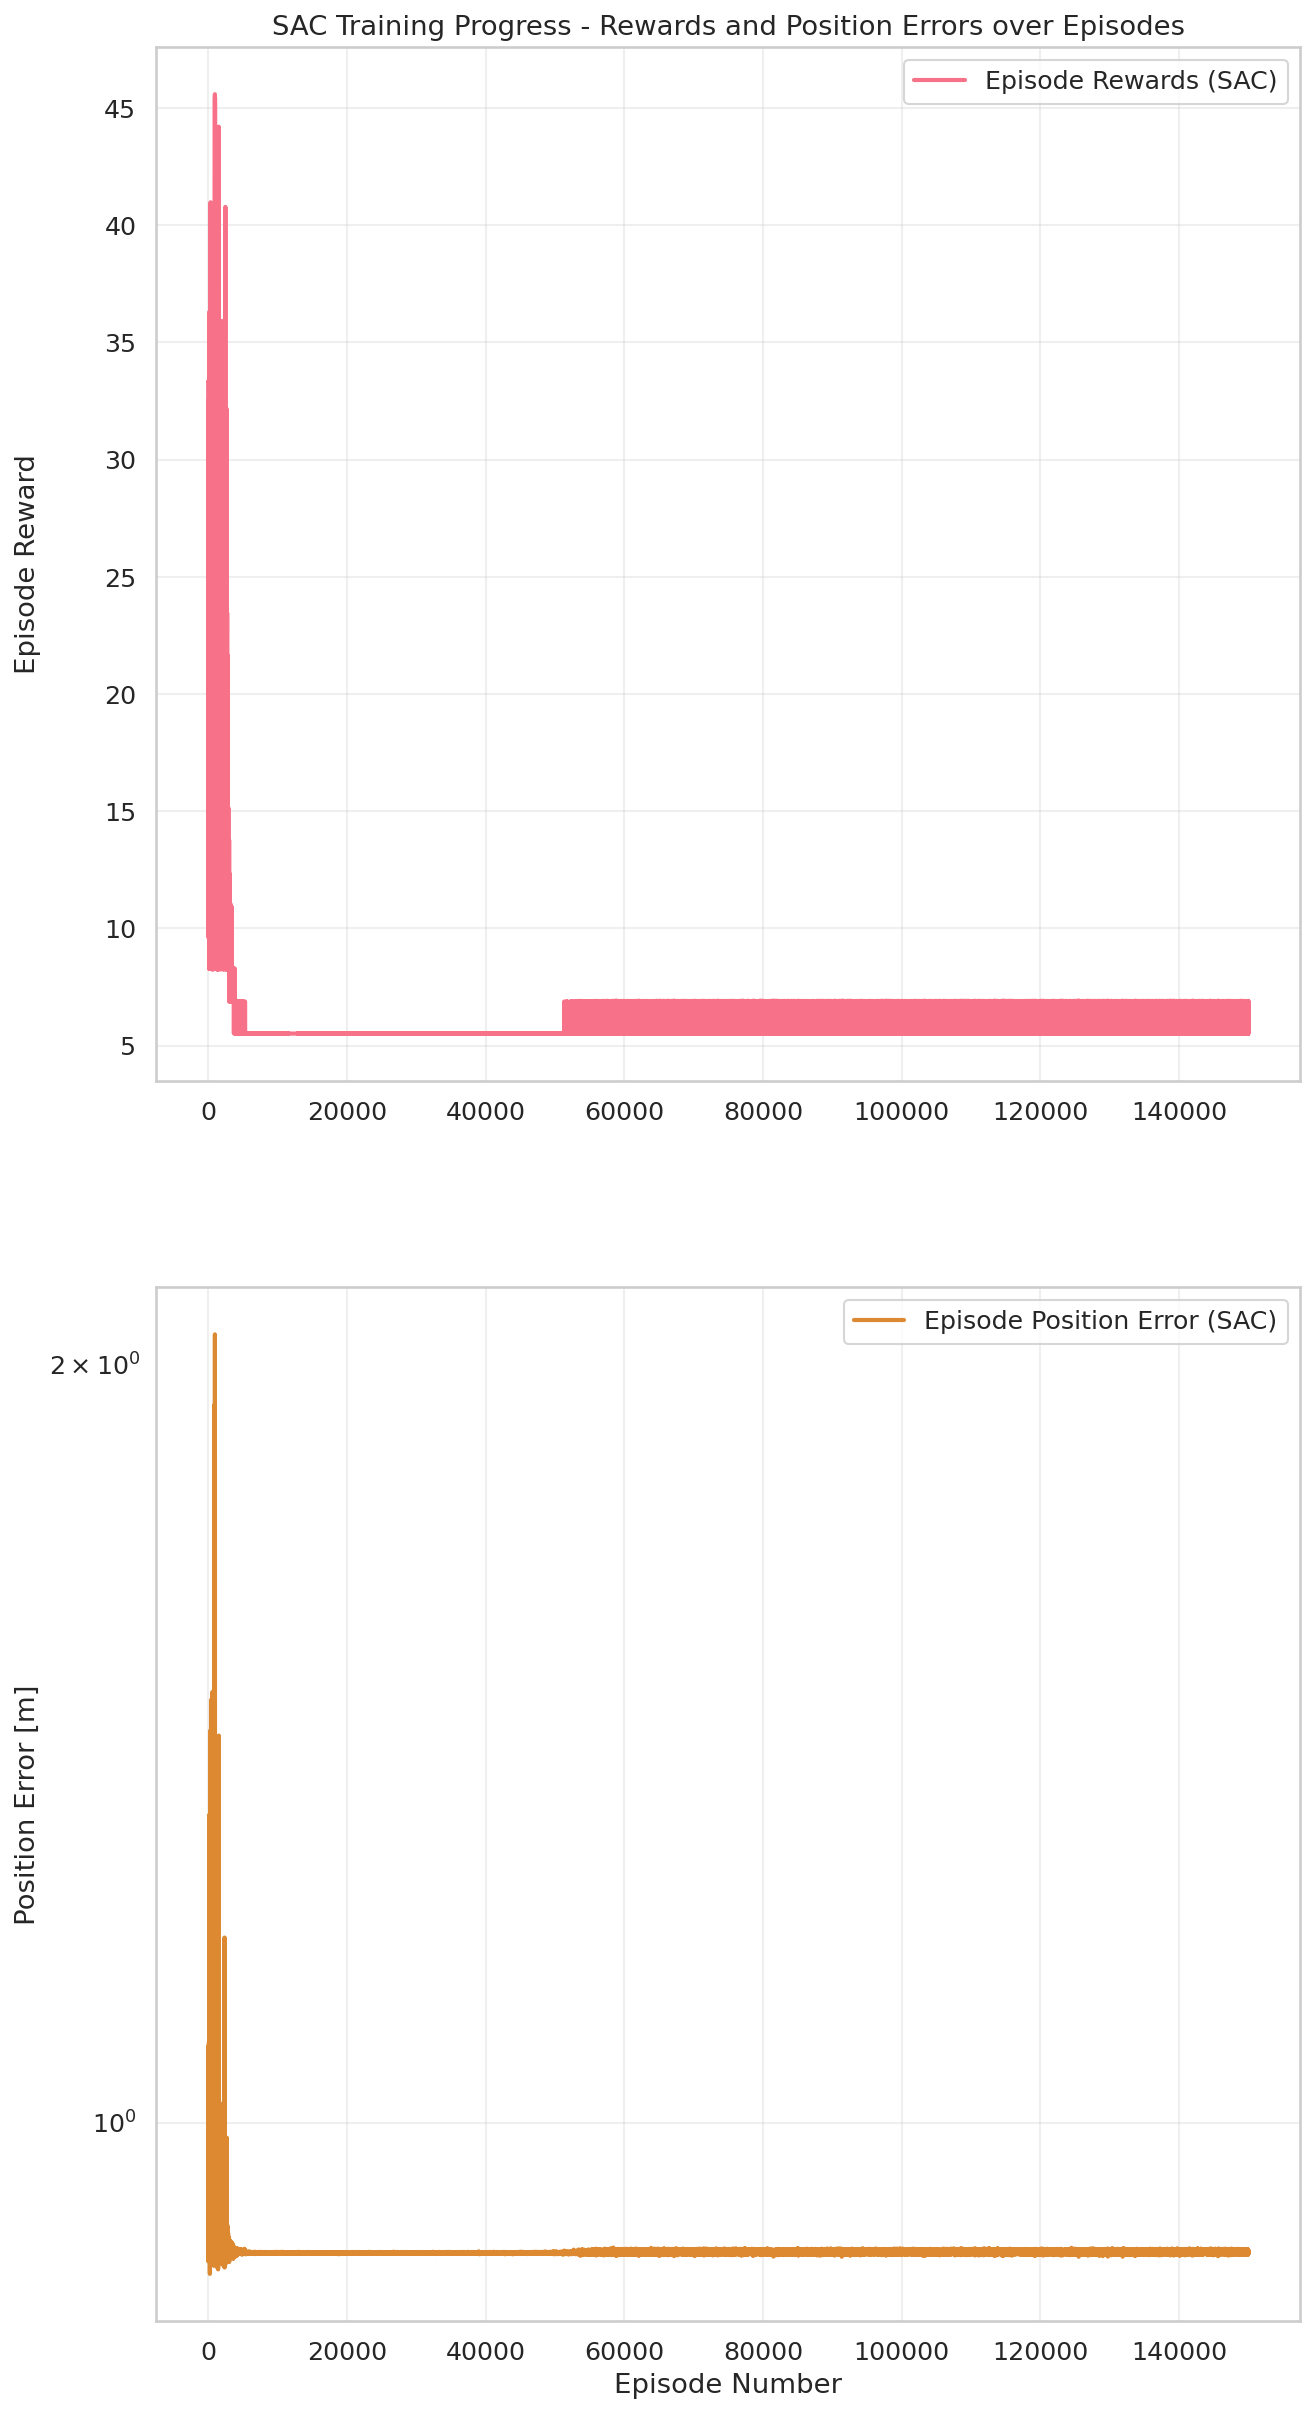 SAC Training Progress - Rewards and Position Errors over Episodes
Episode Rewards (SAC)
Episode Reward
45
40
35
30
25
20
15
10
5
0 20000 40000 60000 80000 100000 120000 140000
Episode Position Error (SAC)
Position Error [m]
2 × 10⁰
10⁰
0 20000 40000 60000 80000 100000 120000 140000
Episode Number